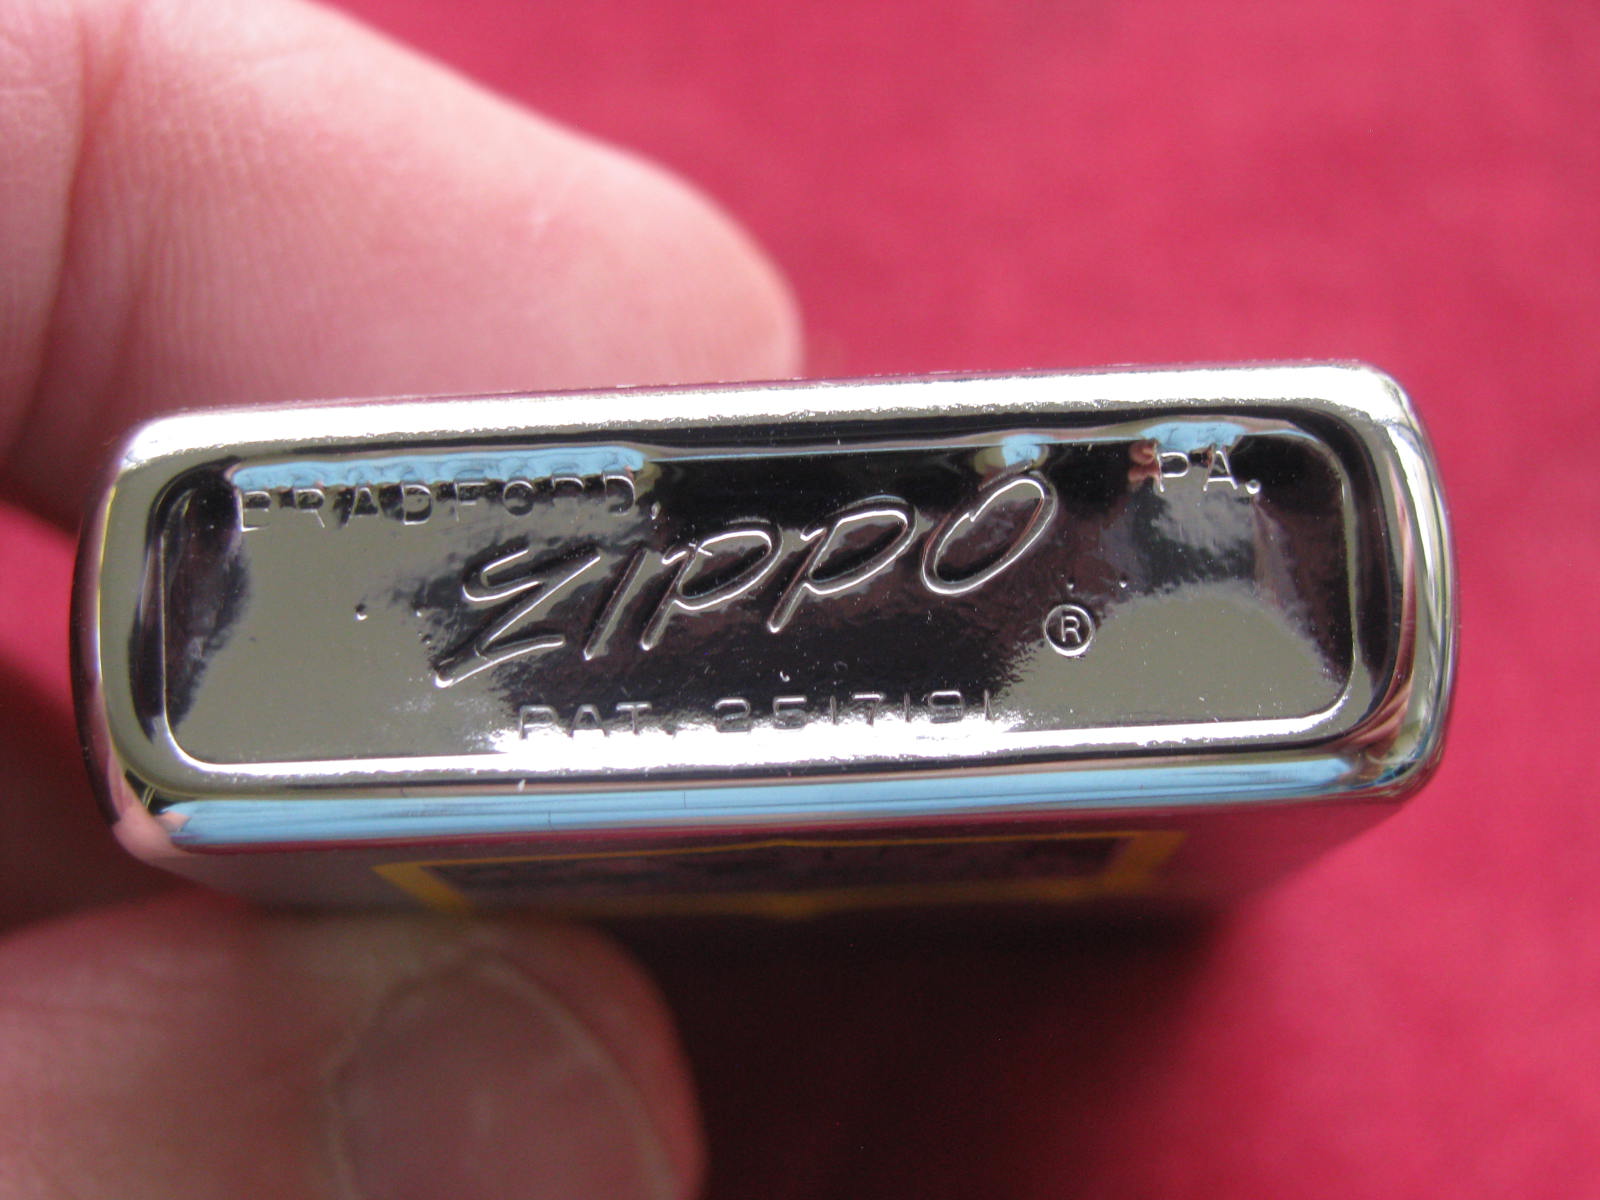 BRADFORD, PA.
Zippo ®
PAT. 2517191